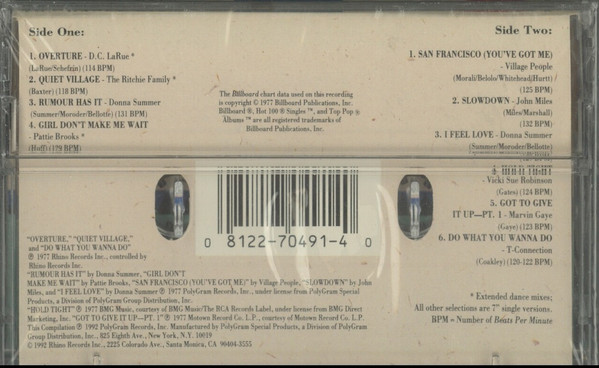 Side One:
1. OVERTURE - D.C. LaRue *
(LaRue/Schefrin) (114 BPM)
2. QUIET VILLAGE - The Ritchie Family *
(Baxter) (118 BPM)
3. RUMOUR HAS IT - Donna Summer
(Summer/Moroder/Bellotte) (131 BPM)
4. GIRL DON'T MAKE ME WAIT
- Pattie Brooks *
(Huff) (129 BPM)
The Billboard chart data used on this recording
is copyright © 1977 Billboard Publications, Inc.
Billboard®, Hot 100® Singles™, and Top Pop®
Albums™ are all registered trademarks of
Billboard Publications, Inc.
Side Two:
1. SAN FRANCISCO (YOU'VE GOT ME)
- Village People
(Morali/Belolo/Whitehead/Hurtt)
(125 BPM)
2. SLOWDOWN - John Miles
(Miles/Marshall)
(132 BPM)
3. I FEEL LOVE - Donna Summer
(Summer/Moroder/Bellotte)
- Vicki Sue Robinson
(Gates) (124 BPM)
5. GOT TO GIVE
IT UP—PT. 1 - Marvin Gaye
(Gaye) (123 BPM)
6. DO WHAT YOU WANNA DO
- T-Connection
(Coakley) (120-122 BPM)
0 8122-70491-4 0
"OVERTURE," "QUIET VILLAGE,"
and "DO WHAT YOU WANNA DO"
℗ 1977 Rhino Records Inc., controlled by
Rhino Records Inc.
"RUMOUR HAS IT" by Donna Summer, "GIRL DON'T
MAKE ME WAIT" by Pattie Brooks, "SAN FRANCISCO (YOU'VE GOT ME)" by Village People, "SLOWDOWN" by John
Miles, and "I FEEL LOVE" by Donna Summer ℗ 1977 PolyGram Records, Inc., under license from PolyGram Special
Products, a Division of PolyGram Group Distribution, Inc.
"HOLD TIGHT" ℗ 1977 BMG Music, courtesy of BMG Music/The RCA Records Label, under license from BMG Direct
Marketing, Inc. "GOT TO GIVE IT UP—PT. 1" ℗ 1977 Motown Record Co. L.P., courtesy of Motown Record Co. L.P.
This Compilation ℗ 1992 PolyGram Records, Inc. Manufactured by PolyGram Special Products, a Division of PolyGram
Group Distribution, Inc., 825 Eighth Ave., New York, N.Y. 10019
© 1992 Rhino Records Inc., 2225 Colorado Ave., Santa Monica, CA 90404-3555
* Extended dance mixes;
All other selections are 7" single versions.
BPM = Number of Beats Per Minute